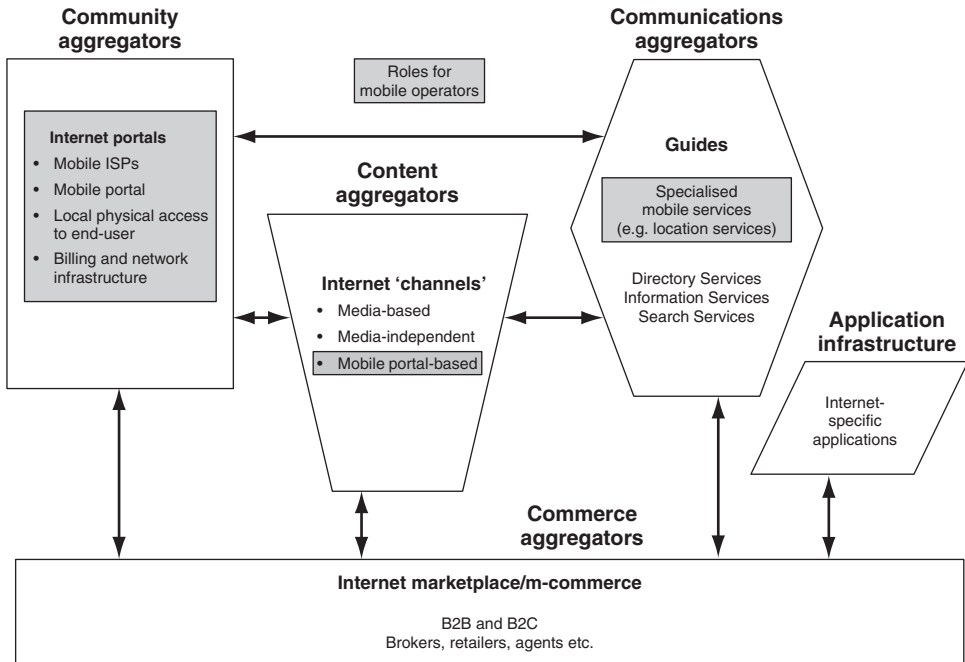 Community
aggregators
Communications
aggregators
Roles for
mobile operators
Internet portals
• Mobile ISPs
• Mobile portal
• Local physical access
to end-user
• Billing and network
infrastructure
Content
aggregators
Internet ‘channels’
• Media-based
• Media-independent
• Mobile portal-based
Guides
Specialised
mobile services
(e.g. location services)
Directory Services
Information Services
Search Services
Application
infrastructure
Internet-
specific
applications
Commerce
aggregators
Internet marketplace/m-commerce
B2B and B2C
Brokers, retailers, agents etc.